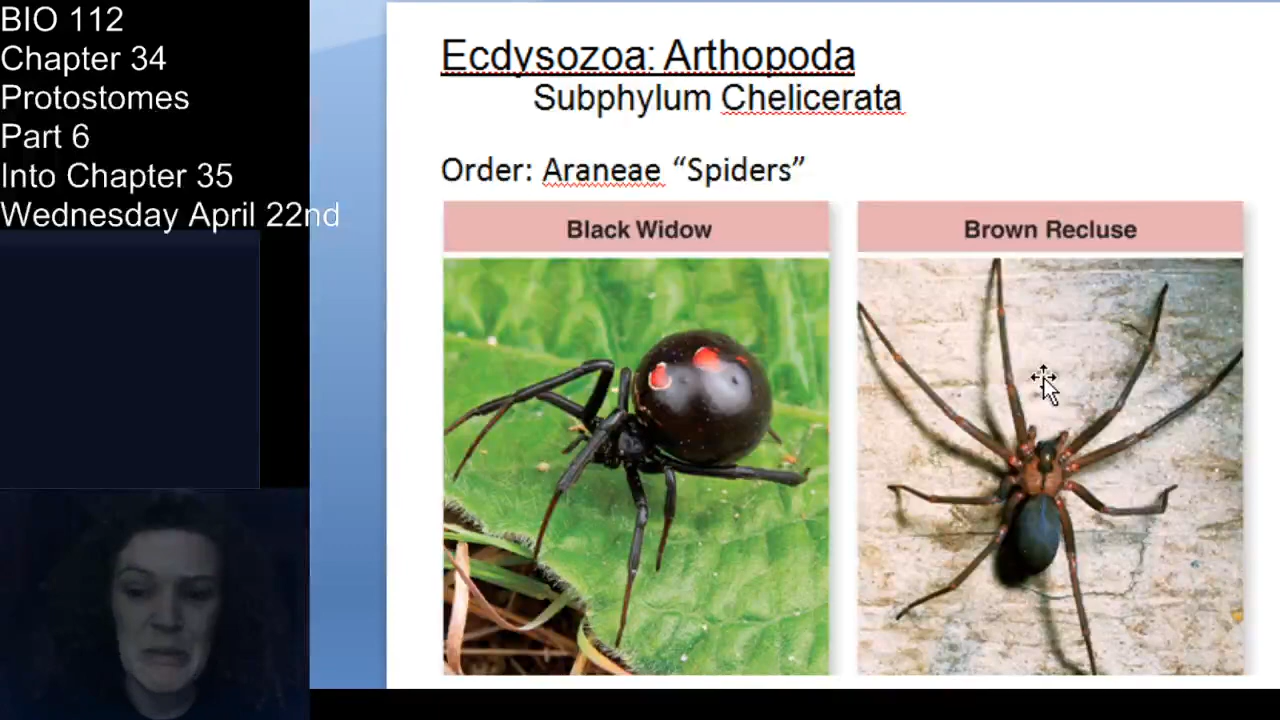 BIO 112
Chapter 34
Protostomes
Part 6
Into Chapter 35
Wednesday April 22nd
Ecdysozoa: Arthopoda
Subphylum Chelicerata
Order: Araneae “Spiders”
Black Widow
Brown Recluse